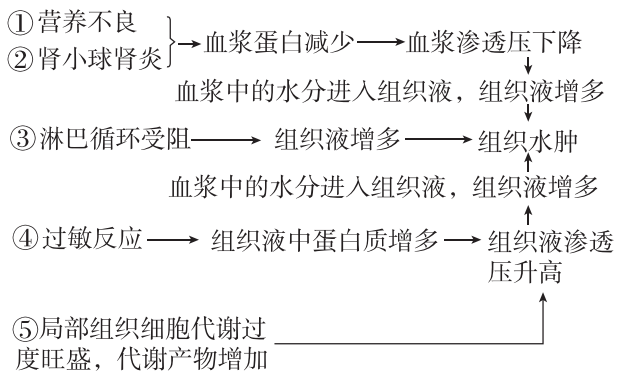 ①营养不良
②肾小球肾炎
血浆蛋白减少
血浆渗透压下降
血浆中的水分进入组织液，组织液增多
③淋巴循环受阻
组织液增多
组织水肿
血浆中的水分进入组织液，组织液增多
④过敏反应
组织液中蛋白质增多
组织液渗透
压升高
⑤局部组织细胞代谢过
度旺盛，代谢产物增加